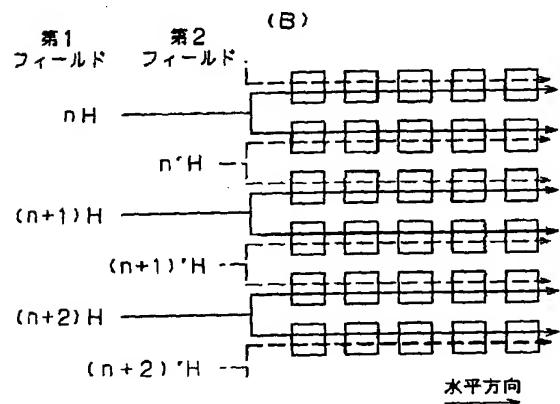 (B)
第1
フィールド
第2
フィールド
nH
n'H
(n+1)H
(n+1)'H
(n+2)H
(n+2)'H
水平方向